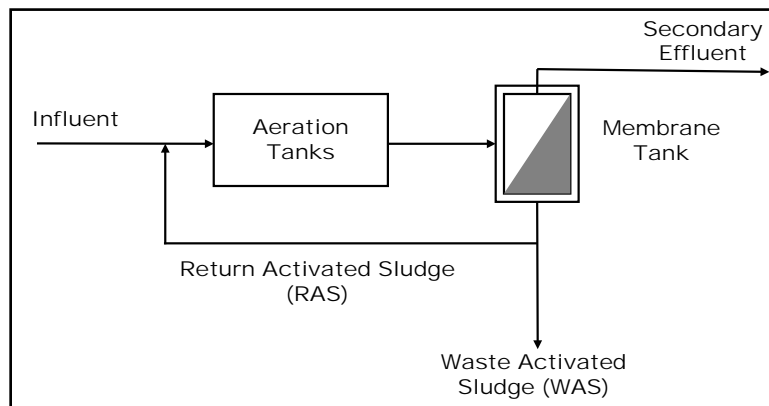 Secondary
Effluent
Influent
Aeration
Tanks
Membrane
Tank
Return Activated Sludge
(RAS)
Waste Activated
Sludge (WAS)